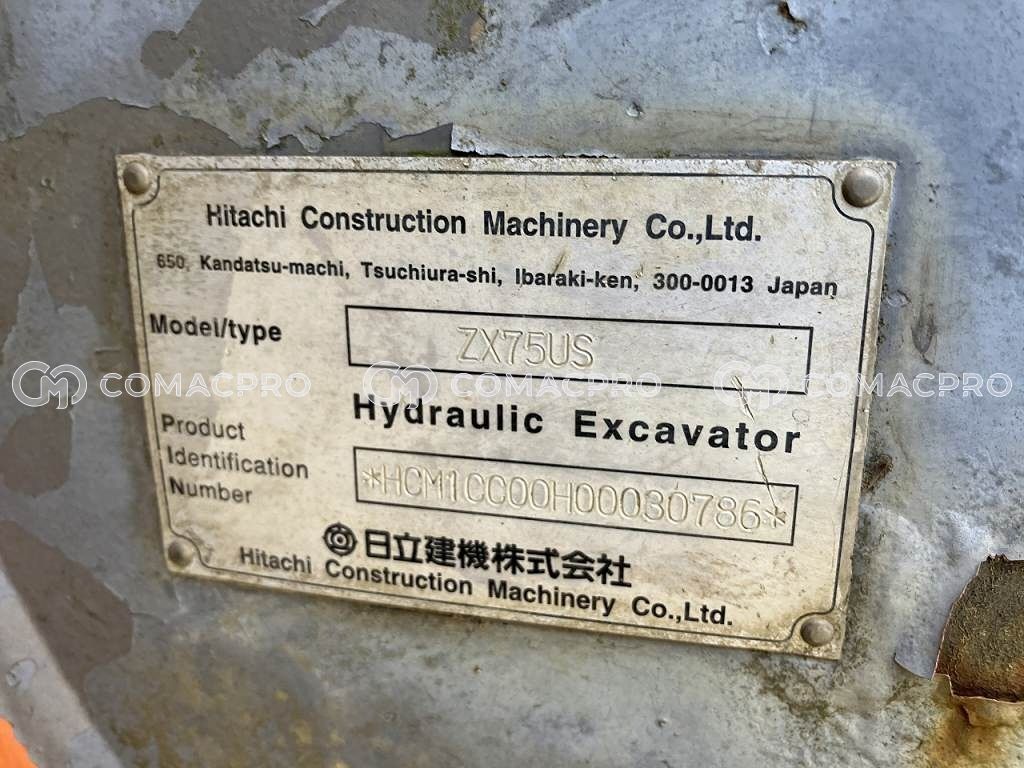 Hitachi Construction Machinery Co.,Ltd.
650, Kandatsu-machi, Tsuchiura-shi, Ibaraki-ken, 300-0013 Japan
Model/type ZX75US
COMACPRO COMACPRO COMACPRO
Hydraulic Excavator
Product
Identification
Number
*HCM1CC00H00030786*
日立建機株式会社
Hitachi Construction Machinery Co.,Ltd.